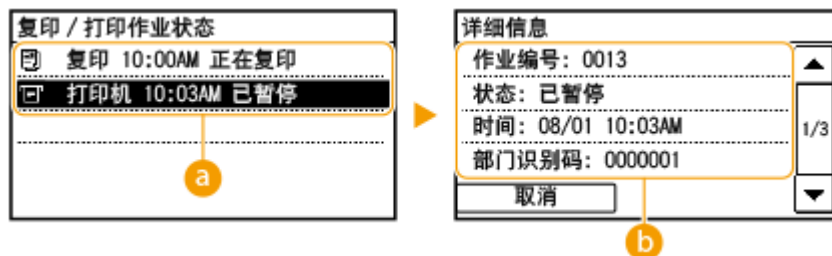 复印 / 打印作业状态
复印 10:00AM 正在复印
打印机 10:03AM 已暂停
a
详细信息
作业编号: 0013
状态: 已暂停
时间: 08/01 10:03AM
部门识别码: 0000001
1/3
取消
b